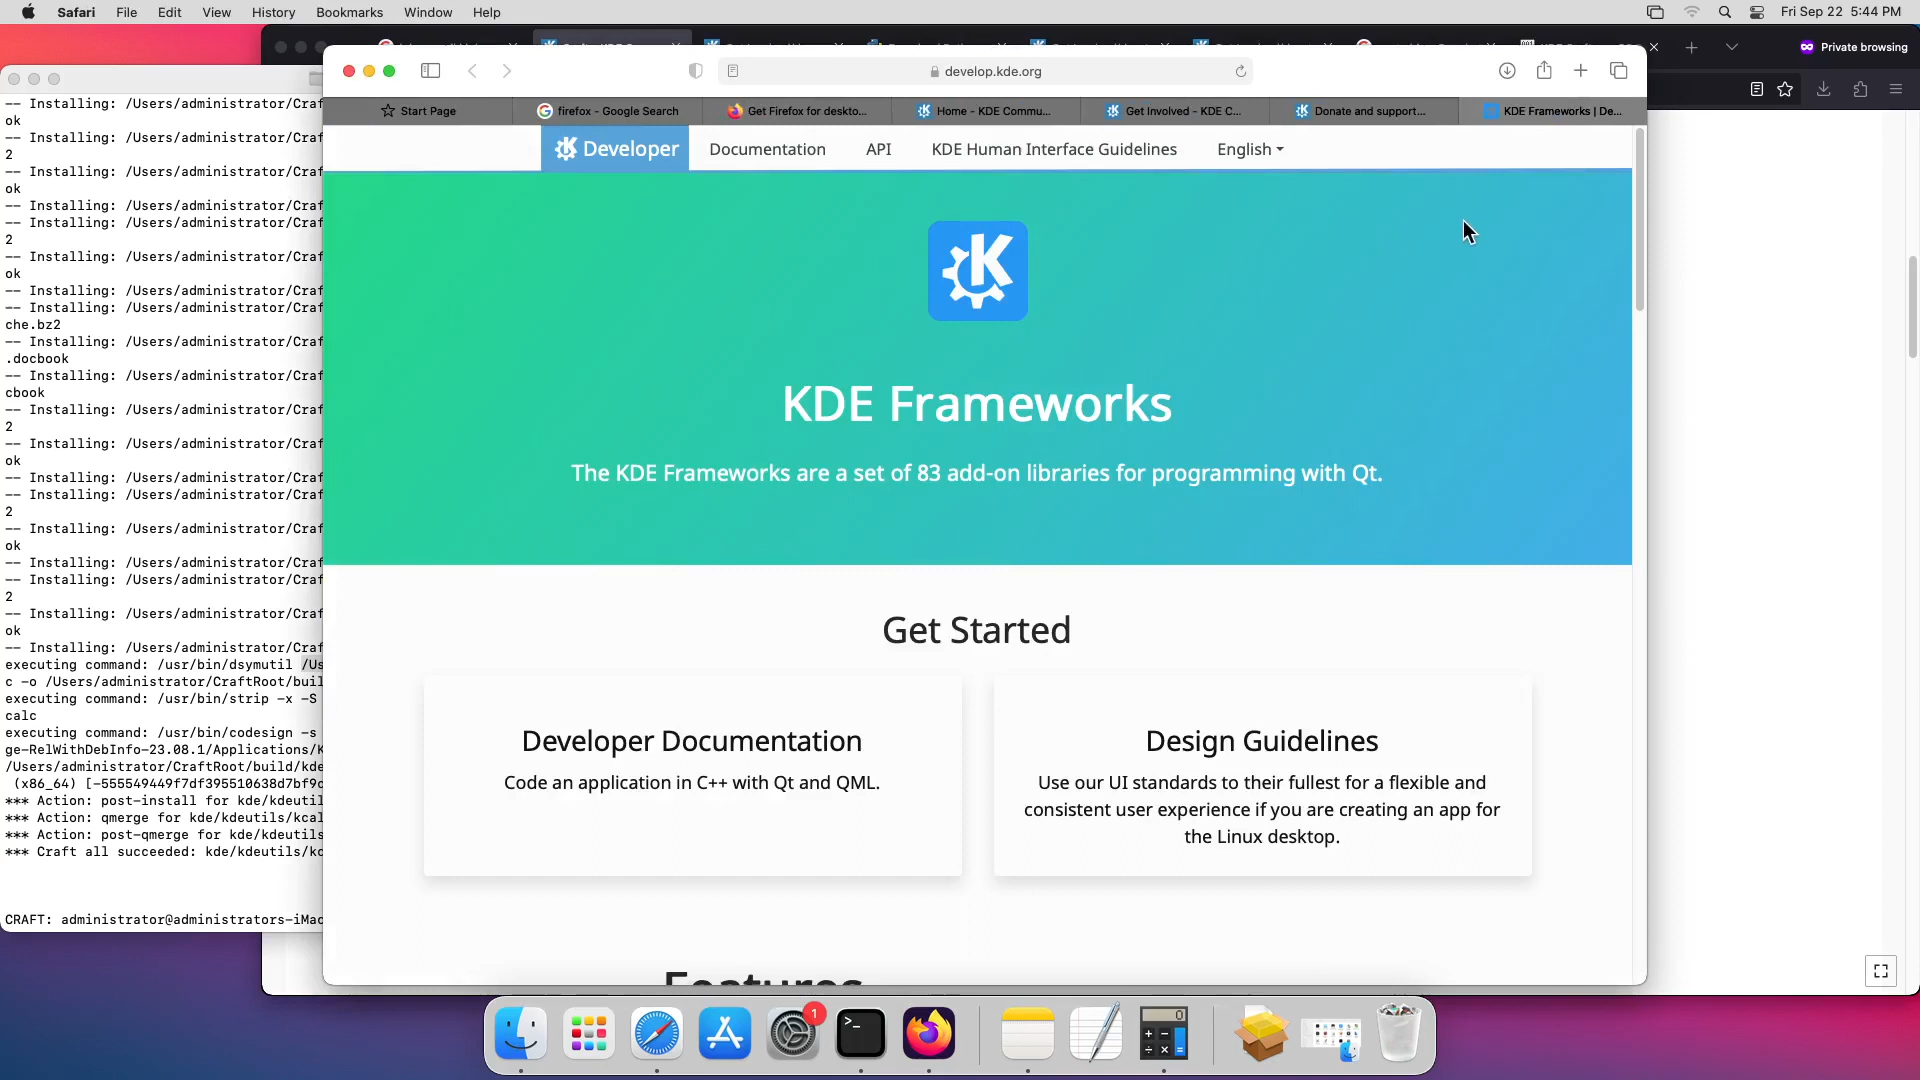 Safari File Edit View History Bookmarks Window Help
Fri Sep 22 5:44 PM
Private browsing
develop.kde.org
Start Page
firefox - Google Search
Get Firefox for deskto...
Home - KDE Commu...
Get Involved - KDE C...
Donate and support...
KDE Frameworks | De...
Developer Documentation API KDE Human Interface Guidelines English
KDE Frameworks
The KDE Frameworks are a set of 83 add-on libraries for programming with Qt.
Get Started
Developer Documentation
Code an application in C++ with Qt and QML.
Design Guidelines
Use our UI standards to their fullest for a flexible and
consistent user experience if you are creating an app for
the Linux desktop.
Features
-- Installing: /Users/administrator/Craf
ok
-- Installing: /Users/administrator/Craf
2
-- Installing: /Users/administrator/Craf
ok
-- Installing: /Users/administrator/Craf
-- Installing: /Users/administrator/Craf
2
-- Installing: /Users/administrator/Craf
ok
-- Installing: /Users/administrator/Craf
-- Installing: /Users/administrator/Craf
che.bz2
-- Installing: /Users/administrator/Craf
.docbook
-- Installing: /Users/administrator/Craf
cbook
-- Installing: /Users/administrator/Craf
2
-- Installing: /Users/administrator/Craf
ok
-- Installing: /Users/administrator/Craf
-- Installing: /Users/administrator/Craf
2
-- Installing: /Users/administrator/Craf
ok
-- Installing: /Users/administrator/Craf
-- Installing: /Users/administrator/Craf
2
-- Installing: /Users/administrator/Craf
ok
-- Installing: /Users/administrator/Craf
executing command: /usr/bin/dsymutil /Us
c -o /Users/administrator/CraftRoot/buil
executing command: /usr/bin/strip -x -S
calc
executing command: /usr/bin/codesign -s
ge-RelWithDebInfo-23.08.1/Applications/K
/Users/administrator/CraftRoot/build/kde
(x86_64) [-555549449f7df395510638d7bf9c
*** Action: post-install for kde/kdeutil
*** Action: qmerge for kde/kdeutils/kcal
*** Action: post-qmerge for kde/kdeutils
*** Craft all succeeded: kde/kdeutils/kc
CRAFT: administrator@administrators-iMac
1
0